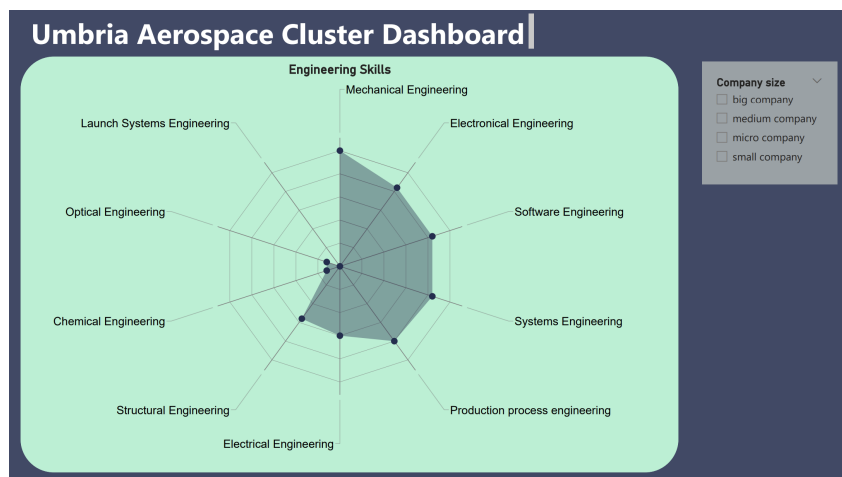 Umbria Aerospace Cluster Dashboard
Engineering Skills
Mechanical Engineering
Launch Systems Engineering
Electronical Engineering
Optical Engineering
Software Engineering
Chemical Engineering
Systems Engineering
Structural Engineering
Production process engineering
Electrical Engineering
Company size
big company
medium company
micro company
small company